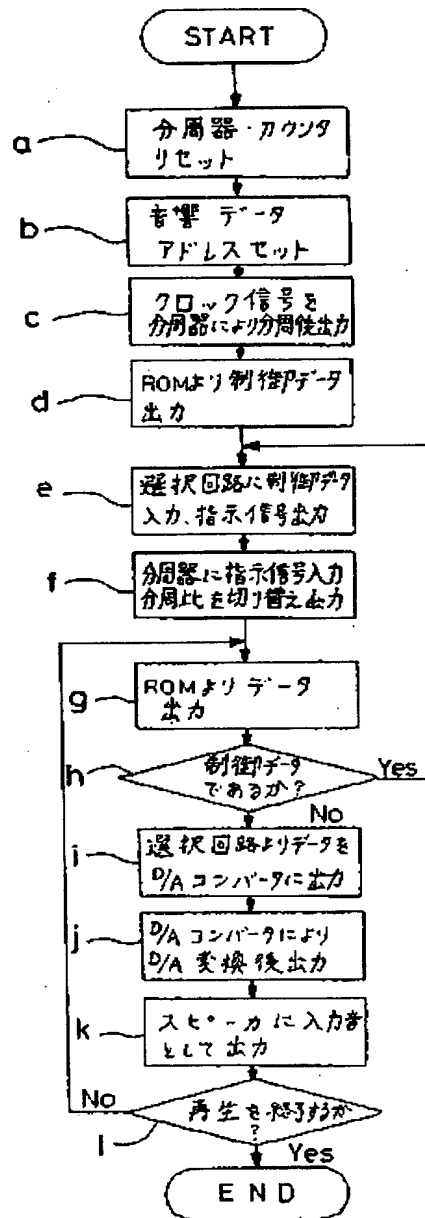 START
a
分周器・カウンタ
リセット
b
音響 データ
アドレスセット
c
クロック信号を
分周器により分周後出力
d
ROMより制御データ
出力
e
選択回路に制御データ
入力、指示信号出力
f
分周器に指示信号入力
分周比を切り替え出力
g
ROMよりデータ
出力
h
制御データ
であるか?
Yes
No
i
選択回路よりデータを
D/Aコンバータに出力
j
D/Aコンバータにより
D/A変換後出力
k
スピーカに入力音
として出力
No
再生を終了するか
?
l
Yes
END